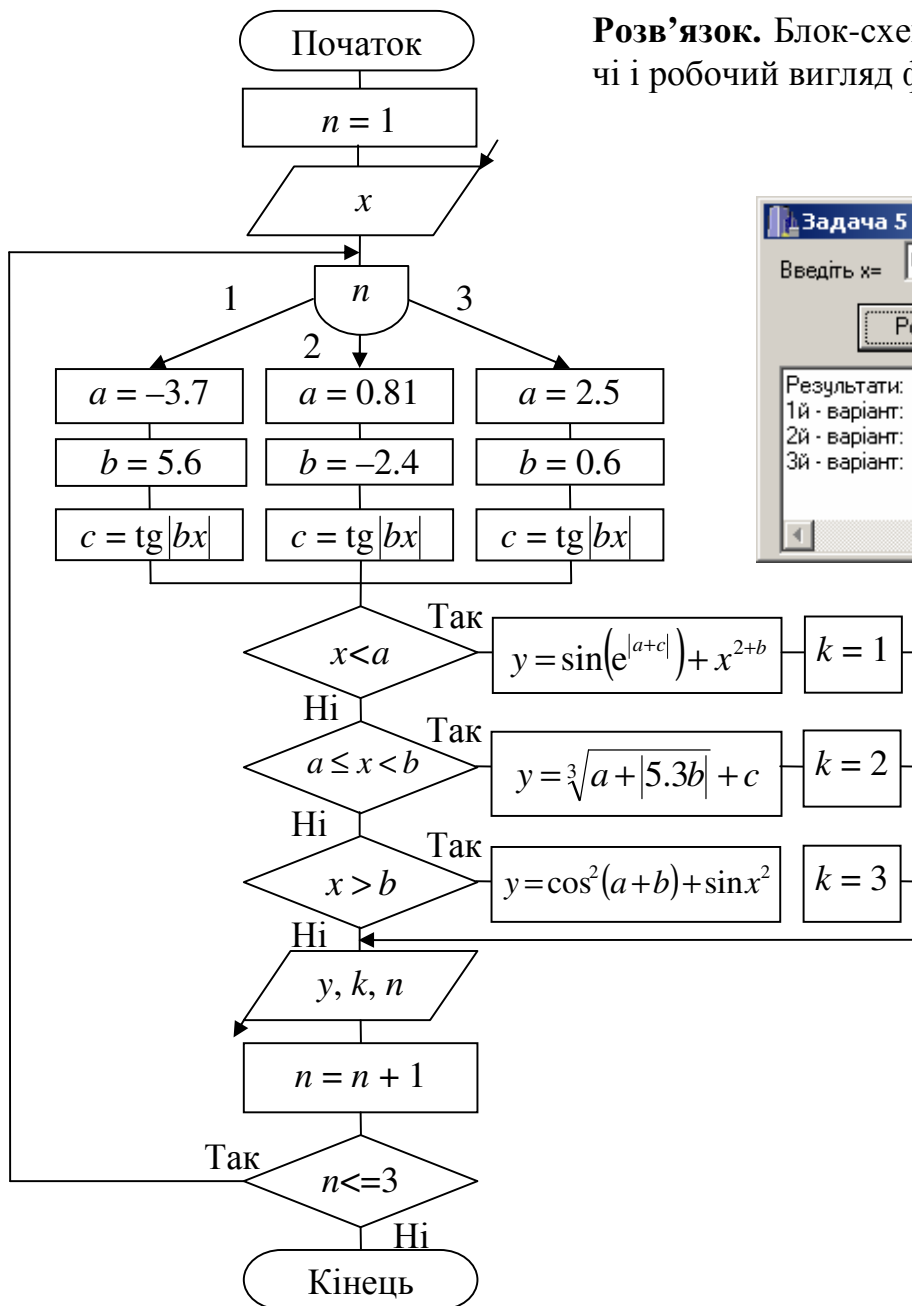 Початок
Розв’язок. Блок-схе
чі і робочий вигляд
n = 1
x
Задача 5
Введіть x=
n
1
2
3
Результати:
1й - варіант:
2й - варіант:
3й - варіант:
a = –3.7
a = 0.81
a = 2.5
b = 5.6
b = –2.4
b = 0.6
c = tg|bx|
c = tg|bx|
c = tg|bx|
x<a
Так
y = sin(e^|a+c|) + x^2+b
k = 1
Ні
a ≤ x < b
Так
y = ∛a + |5.3b| + c
k = 2
Ні
x > b
Так
y = cos²(a+b) + sinx²
k = 3
Ні
y, k, n
n = n + 1
Так
n<=3
Ні
Кінець